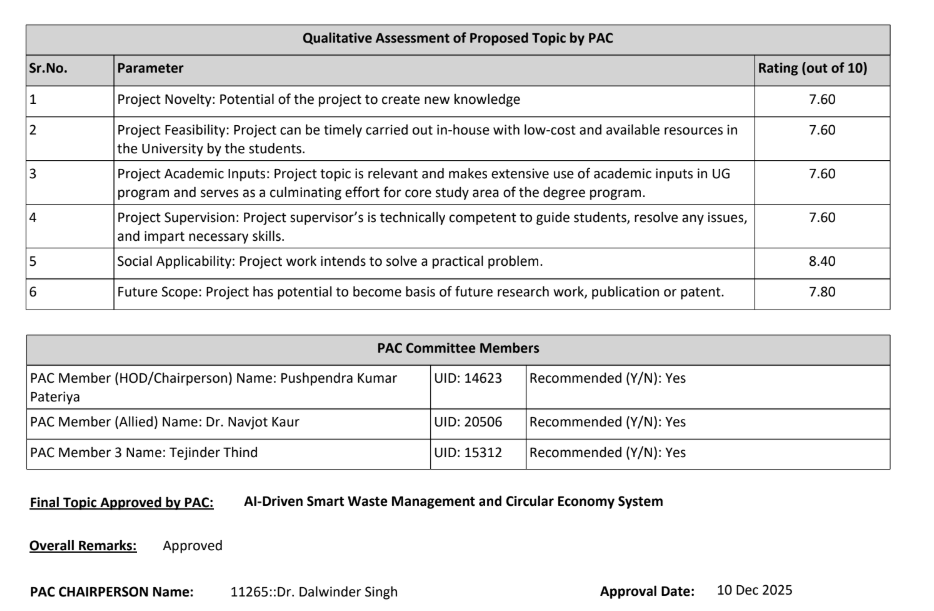 Qualitative Assessment of Proposed Topic by PAC
Sr.No. Parameter Rating (out of 10)
1 Project Novelty: Potential of the project to create new knowledge 7.60
2 Project Feasibility: Project can be timely carried out in-house with low-cost and available resources in 7.60
the University by the students.
3 Project Academic Inputs: Project topic is relevant and makes extensive use of academic inputs in UG 7.60
program and serves as a culminating effort for core study area of the degree program.
4 Project Supervision: Project supervisor’s is technically competent to guide students, resolve any issues, 7.60
and impart necessary skills.
5 Social Applicability: Project work intends to solve a practical problem. 8.40
6 Future Scope: Project has potential to become basis of future research work, publication or patent. 7.80
PAC Committee Members
PAC Member (HOD/Chairperson) Name: Pushpendra Kumar UID: 14623 Recommended (Y/N): Yes
Pateriya
PAC Member (Allied) Name: Dr. Navjot Kaur UID: 20506 Recommended (Y/N): Yes
PAC Member 3 Name: Tejinder Thind UID: 15312 Recommended (Y/N): Yes
Final Topic Approved by PAC: AI-Driven Smart Waste Management and Circular Economy System
Overall Remarks: Approved
PAC CHAIRPERSON Name: 11265::Dr. Dalwinder Singh Approval Date: 10 Dec 2025